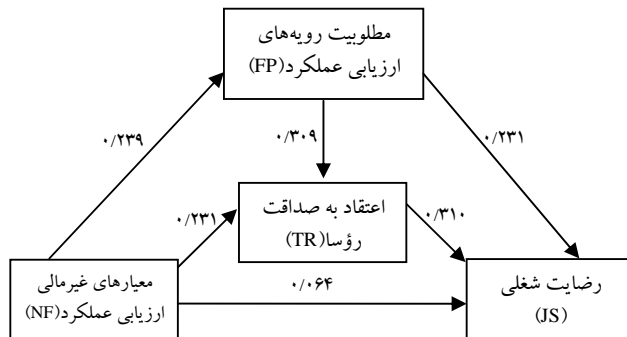 مطلوبیت رویه‌های
ارزیابی عملکرد(FP)
۰/۲۳۹
۰/۳۰۹
۰/۲۳۱
اعتقاد به صداقت
رؤسا(TR)
۰/۲۳۱
۰/۳۱۰
معیارهای غیرمالی
ارزیابی عملکرد(NF)
۰/۰۶۴
رضایت شغلی
(JS)